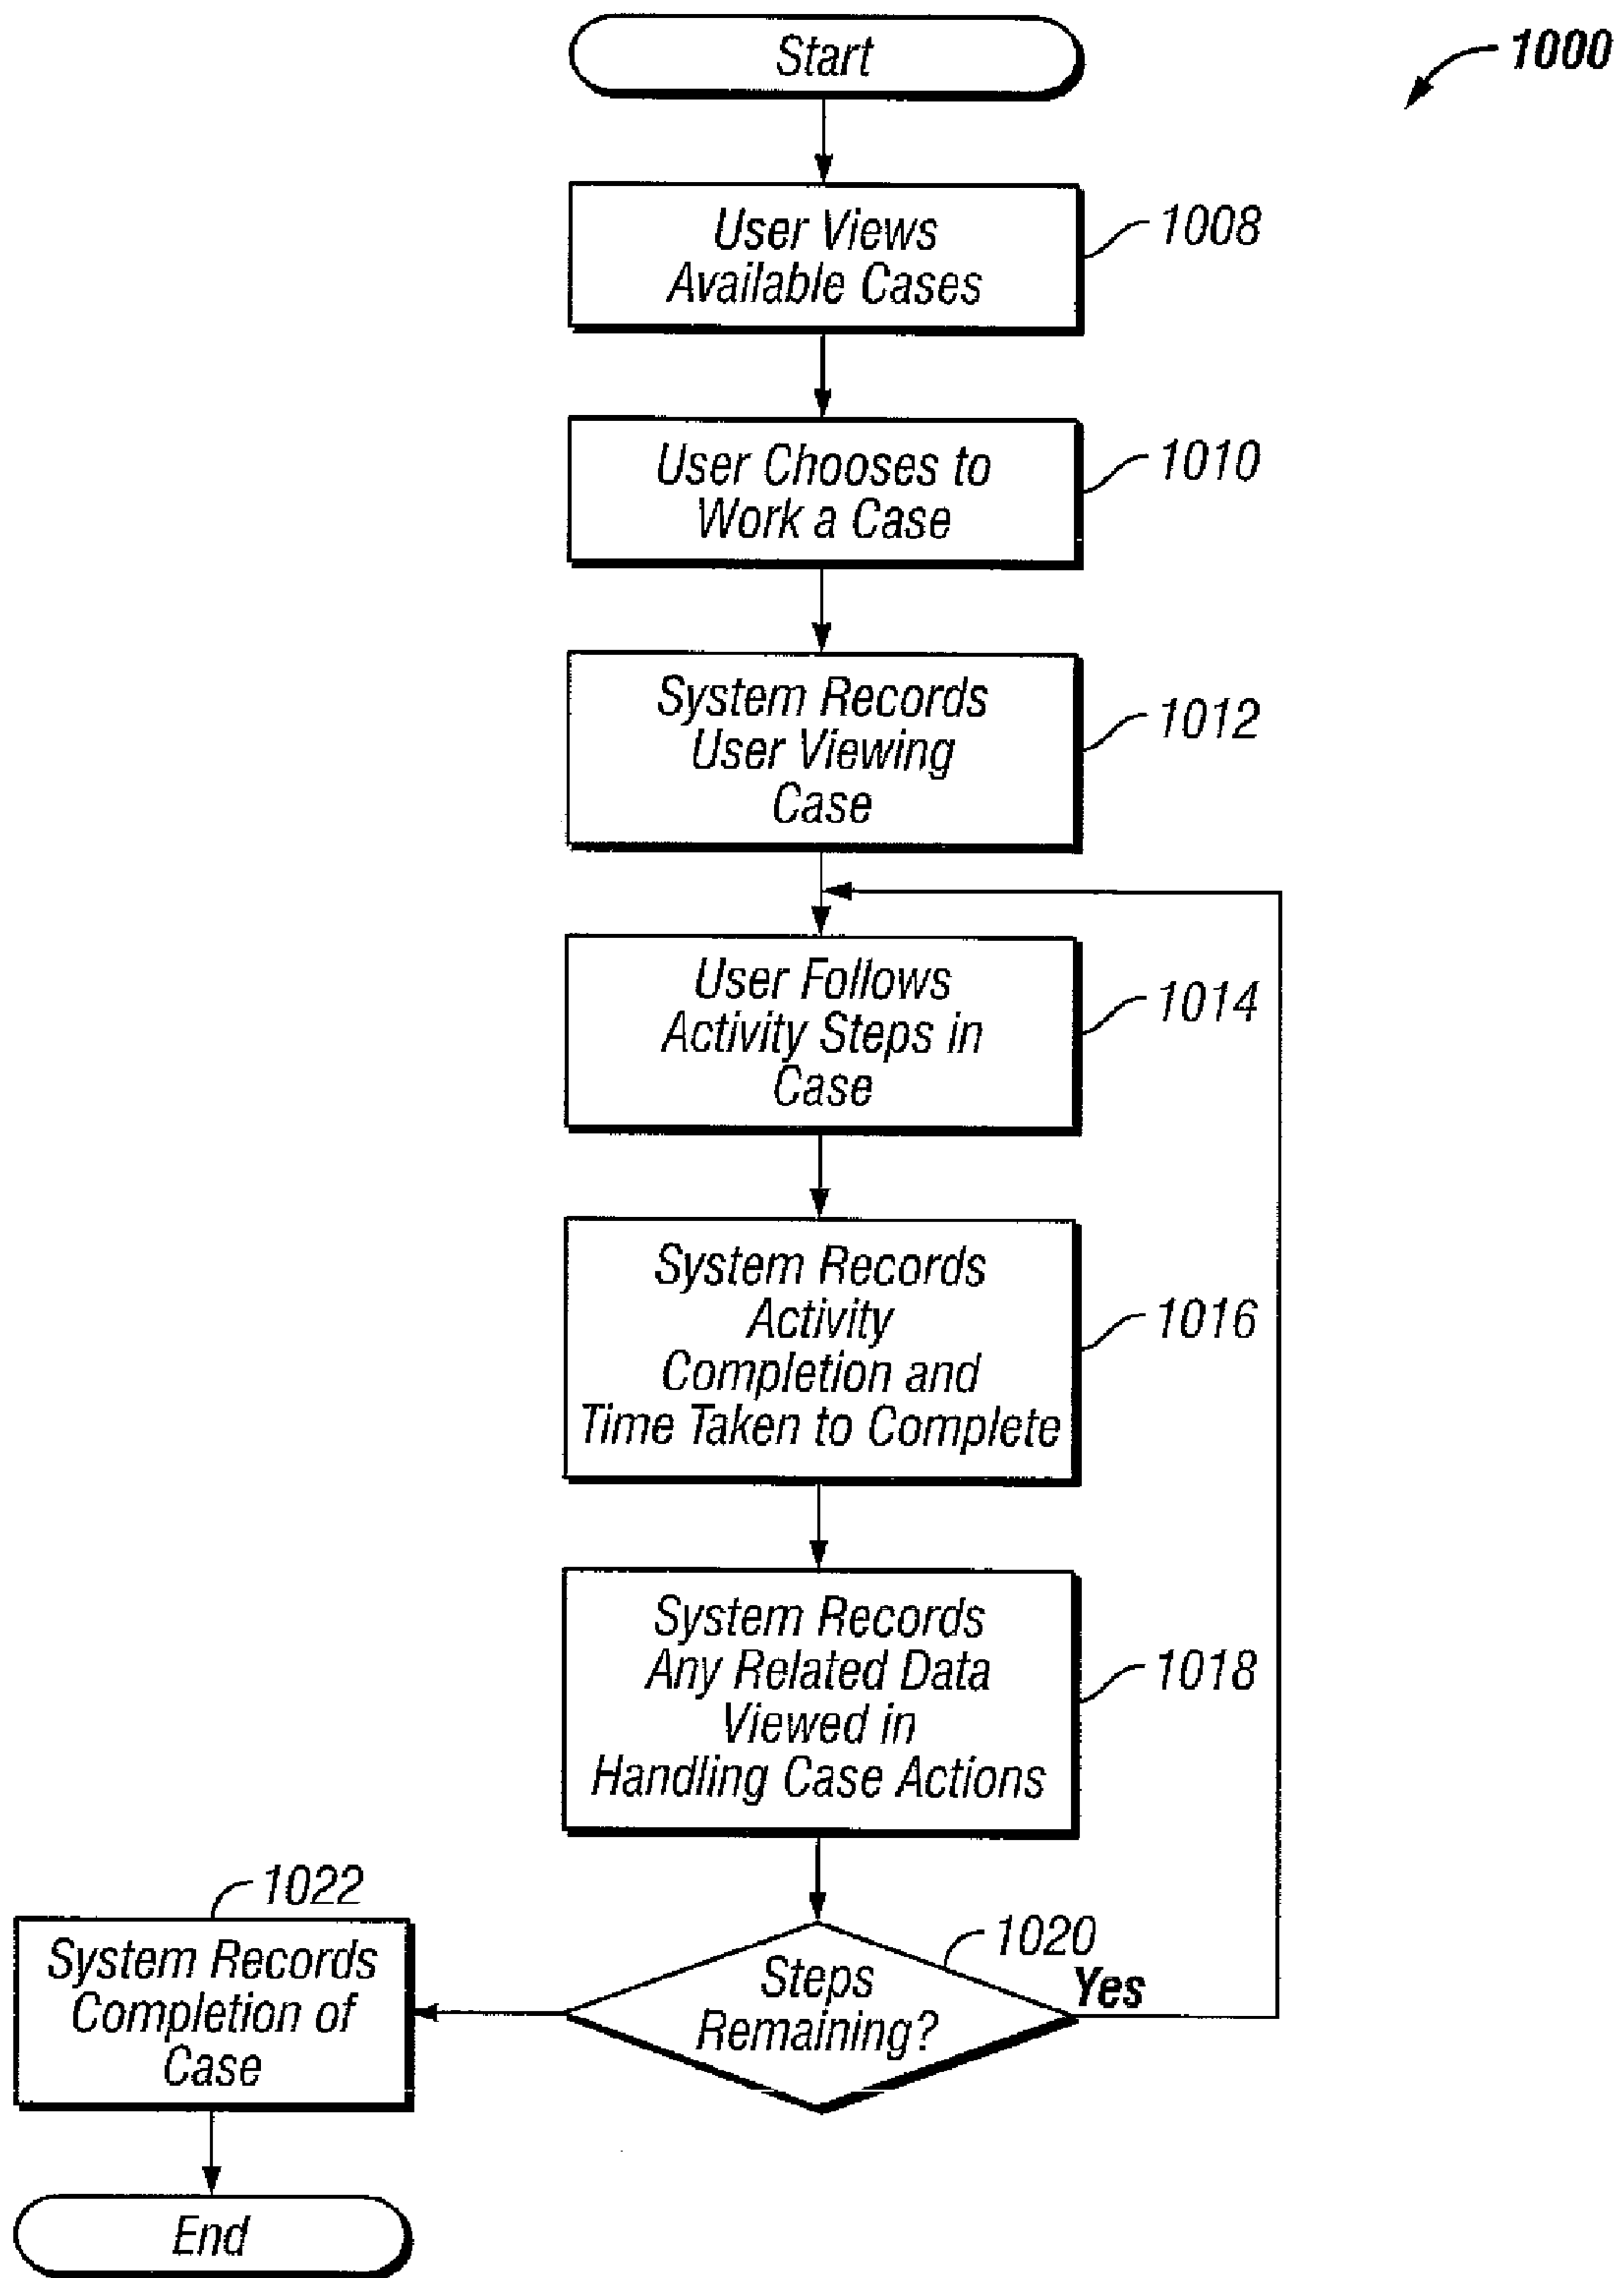 Start
1000
User Views
Available Cases
1008
User Chooses to
Work a Case
1010
System Records
User Viewing
Case
1012
User Follows
Activity Steps in
Case
1014
System Records
Activity
Completion and
Time Taken to Complete
1016
System Records
Any Related Data
Viewed in
Handling Case Actions
1018
Steps
Remaining?
1020
Yes
1022
System Records
Completion of
Case
End